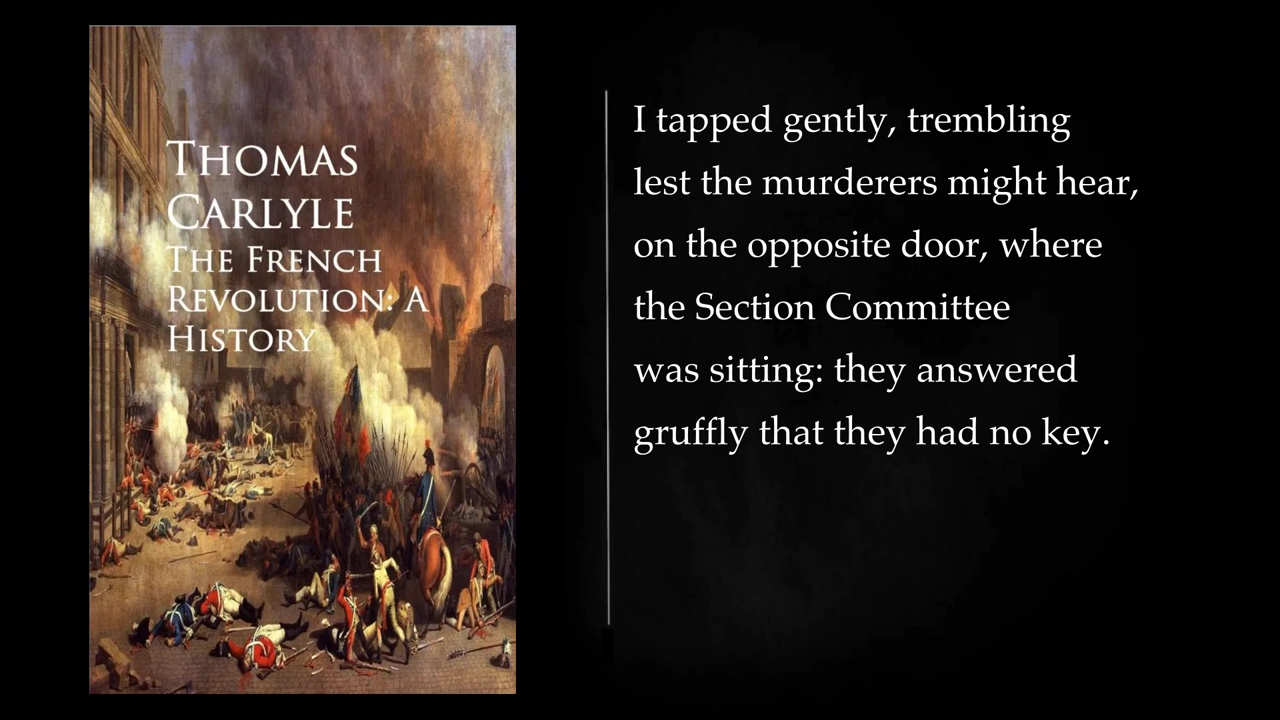 THOMAS
CARLYLE
THE FRENCH
REVOLUTION: A
HISTORY
I tapped gently, trembling
lest the murderers might hear,
on the opposite door, where
the Section Committee
was sitting: they answered
gruffly that they had no key.